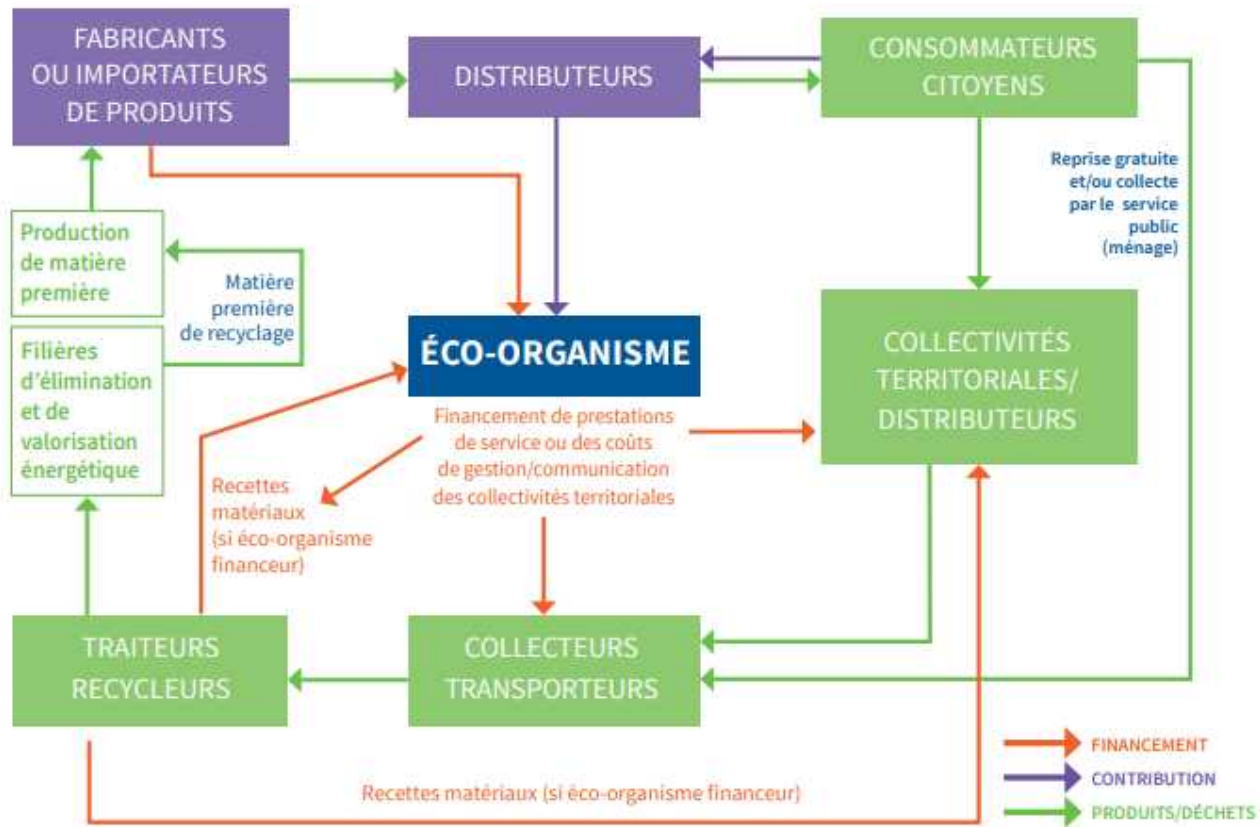 FABRICANTS
OU IMPORTATEURS
DE PRODUITS
DISTRIBUTEURS
CONSOMMATEURS
CITOYENS
Reprise gratuite
et/ou collecte
par le service
public
(ménage)
Production
de matière
première
Matière
première
de recyclage
Filières
d'élimination
et de
valorisation
énergétique
ÉCO-ORGANISME
COLLECTIVITÉS
TERRITORIALES/
DISTRIBUTEURS
Financement de prestations
de service ou des coûts
de gestion/communication
des collectivités territoriales
Recettes
matériaux
(si éco-organisme
financeur)
TRAITEURS
RECYCLEURS
COLLECTEURS
TRANSPORTEURS
Recettes matériaux (si éco-organisme financeur)
FINANCEMENT
CONTRIBUTION
PRODUITS/DÉCHETS